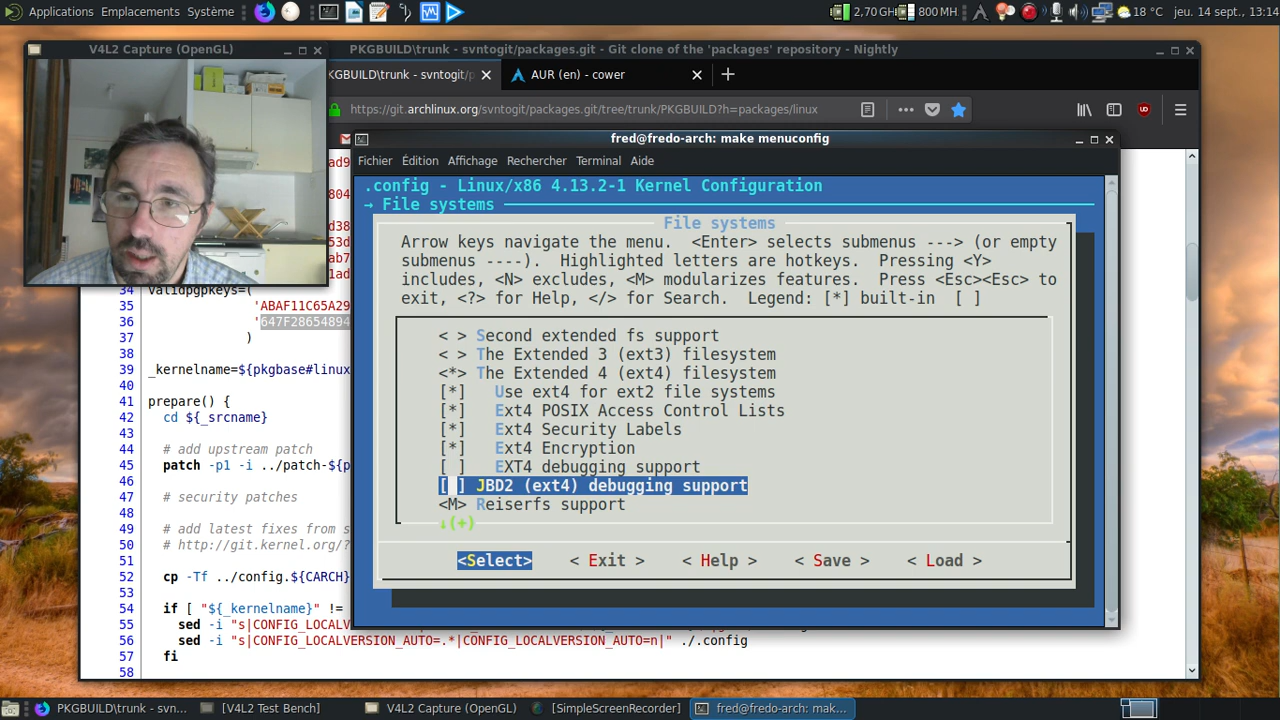 Applications Emplacements Système
2,70 GH 800 MH 18 °C jeu. 14 sept., 13:14
V4L2 Capture (OpenGL)
PKGBUILD\trunk - svntogit/packages.git - Git clone of the 'packages' repository - Nightly
KGBUILD\trunk - svntogit/p
AUR (en) - cower
https://git.archlinux.org/svntogit/packages.git/tree/trunk/PKGBUILD?h=packages/linux
fred@fredo-arch: make menuconfig
Fichier Édition Affichage Rechercher Terminal Aide
.config - Linux/x86 4.13.2-1 Kernel Configuration
→ File systems
File systems
Arrow keys navigate the menu. <Enter> selects submenus ---> (or empty
submenus ----). Highlighted letters are hotkeys. Pressing <Y>
includes, <N> excludes, <M> modularizes features. Press <Esc><Esc> to
exit, <?> for Help, </> for Search. Legend: [*] built-in [ ]
< > Second extended fs support
< > The Extended 3 (ext3) filesystem
<*> The Extended 4 (ext4) filesystem
[*] Use ext4 for ext2 file systems
[*] Ext4 POSIX Access Control Lists
[*] Ext4 Security Labels
[*] Ext4 Encryption
[ ] EXT4 debugging support
[ ] JBD2 (ext4) debugging support
<M> Reiserfs support
↓(+)
<Select> < Exit > < Help > < Save > < Load >
ad9
804
d38
53d
ab7
1ad
34 validpgpkeys=(
35 'ABAF11C65A29
36 '647F28654894
37 )
38
39 _kernelname=${pkgbase#linux
40
41 prepare() {
42 cd ${_srcname}
43
44 # add upstream patch
45 patch -p1 -i ../patch-${p
46
47 # security patches
48
49 # add latest fixes from s
50 # http://git.kernel.org/?
51
52 cp -Tf ../config.${CARCH}
53
54 if [ "${_kernelname}" !=
55 sed -i "s|CONFIG_LOCALV
56 sed -i "s|CONFIG_LOCALVERSION_AUTO=.*|CONFIG_LOCALVERSION_AUTO=n|" ./.config
57 fi
58
PKGBUILD\trunk - svn... [V4L2 Test Bench] V4L2 Capture (OpenGL) [SimpleScreenRecorder] fred@fredo-arch: mak...